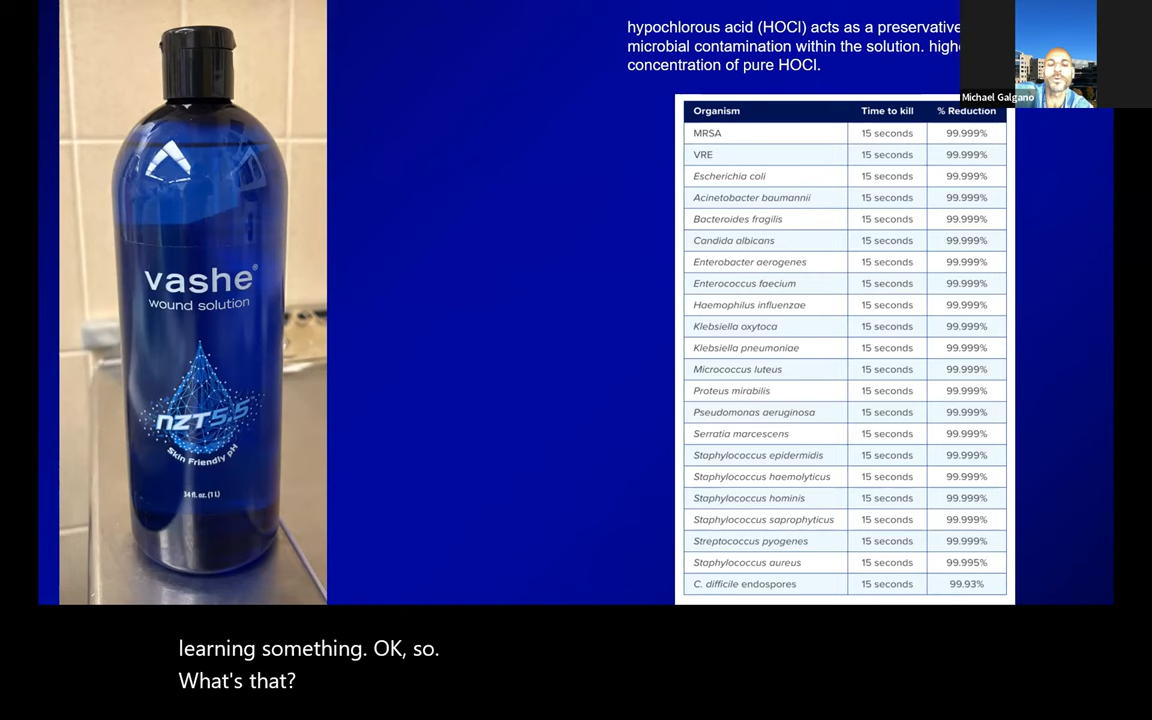 hypochlorous acid (HOCl) acts as a preservative
microbial contamination within the solution.
concentration of pure HOCl.
Michael Galgano
Organism Time to kill % Reduction
MRSA 15 seconds 99.999%
VRE 15 seconds 99.999%
Escherichia coli 15 seconds 99.999%
Acinetobacter baumannii 15 seconds 99.999%
Bacteroides fragilis 15 seconds 99.999%
Candida albicans 15 seconds 99.999%
Enterobacter aerogenes 15 seconds 99.999%
Enterococcus faecium 15 seconds 99.999%
Haemophilus influenzae 15 seconds 99.999%
Klebsiella oxytoca 15 seconds 99.999%
Klebsiella pneumoniae 15 seconds 99.999%
Micrococcus luteus 15 seconds 99.999%
Proteus mirabilis 15 seconds 99.999%
Pseudomonas aeruginosa 15 seconds 99.999%
Serratia marcescens 15 seconds 99.999%
Staphylococcus epidermidis 15 seconds 99.999%
Staphylococcus haemolyticus 15 seconds 99.999%
Staphylococcus hominis 15 seconds 99.999%
Staphylococcus saprophyticus 15 seconds 99.999%
Streptococcus pyogenes 15 seconds 99.999%
Staphylococcus aureus 15 seconds 99.995%
C. difficile endospores 15 seconds 99.93%
vashe®
wound solution
nzt5.5
Skin Friendly pH
34 fl. oz. (1 L)
learning something. OK, so.
What's that?